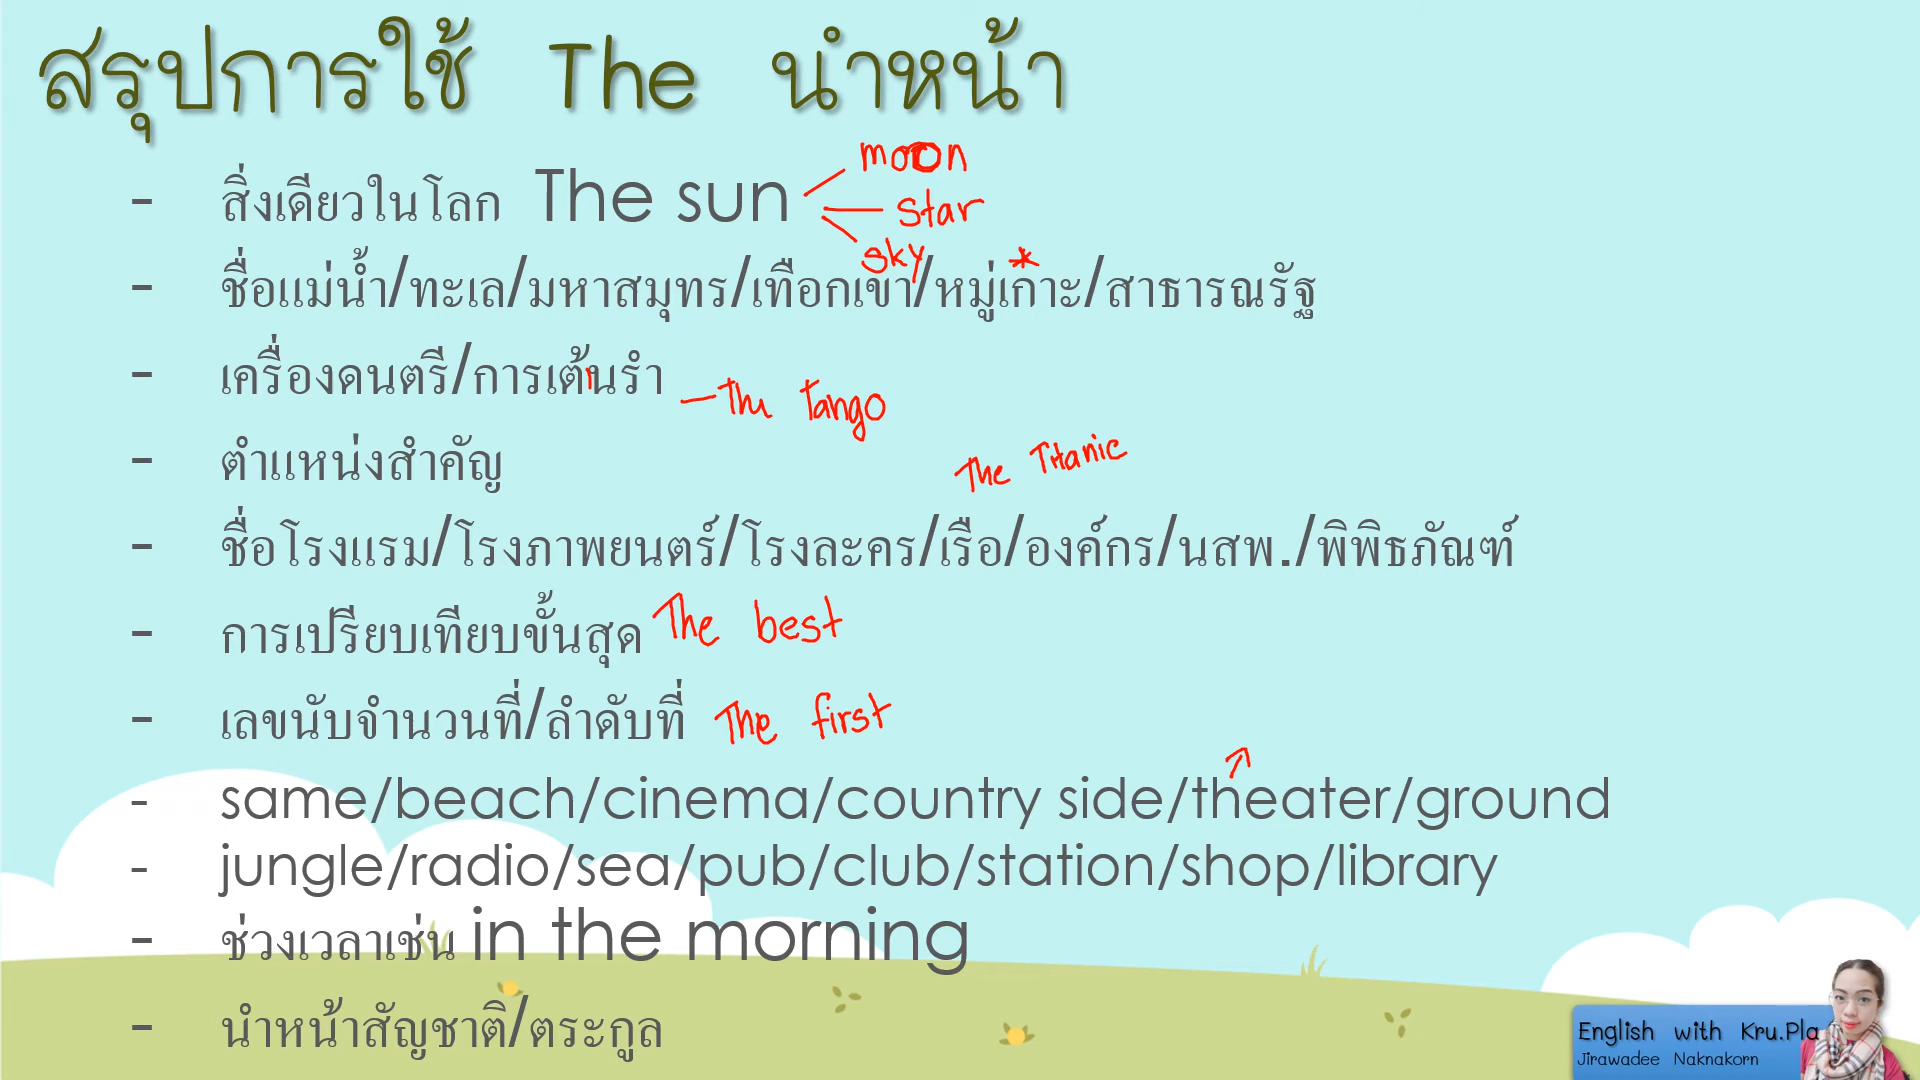 สรุปการใช้ The นำหน้า
moon
- สิ่งเดียวในโลก The sun
star
sky
*
- ชื่อแม่น้ำ/ทะเล/มหาสมุทร/เทือกเขา/หมู่เกาะ/สาธารณรัฐ
- เครื่องดนตรี/การเต้นรำ
- The Tango
- ตำแหน่งสำคัญ
The Titanic
- ชื่อโรงแรม/โรงภาพยนตร์/โรงละคร/เรือ/องค์กร/นสพ./พิพิธภัณฑ์
- การเปรียบเทียบขั้นสุด The best
- เลขนับจำนวนที่/ลำดับที่ The first
- same/beach/cinema/country side/theater/ground
- jungle/radio/sea/pub/club/station/shop/library
- ช่วงเวลาเช่น in the morning
- นำหน้าสัญชาติ/ตระกูล
English with Kru.Pla
Jirawadee Naknakorn